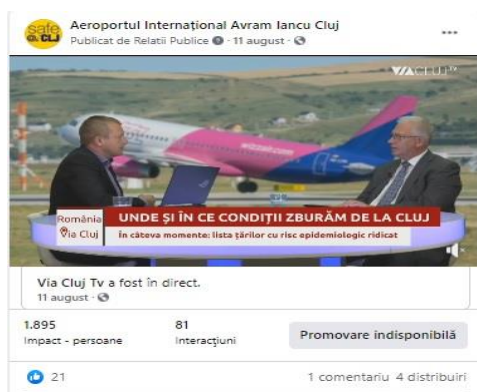 safe
@ CLJ
Aeroportul Internațional Avram Iancu Cluj
Publicat de Relatii Publice · 11 august ·
VIACLUJ.TV
wizzair.com
România
Via Cluj
UNDE ȘI ÎN CE CONDIȚII ZBURĂM DE LA CLUJ
În câteva momente: lista țărilor cu risc epidemiologic ridicat
Via Cluj Tv a fost în direct.
11 august ·
1.895
Impact - persoane
81
Interacțiuni
Promovare indisponibilă
21
1 comentariu 4 distribuiri